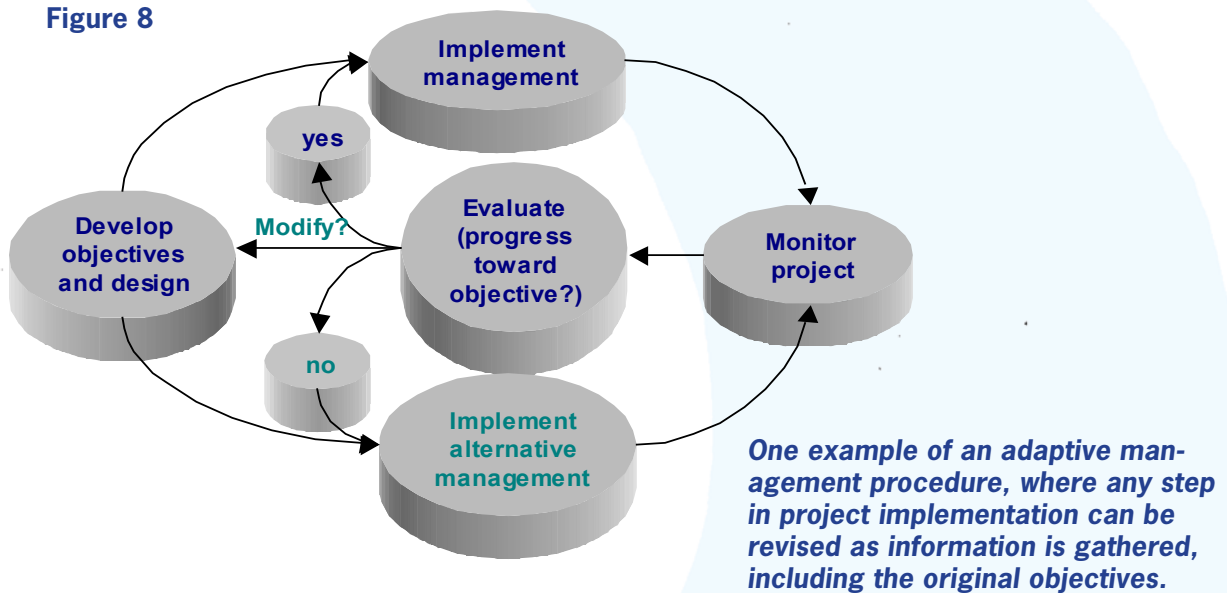 Figure 8
Implement
management
yes
Develop
objectives
and design
Modify?
Evaluate
(progress
toward
objective?)
Monitor
project
no
Implement
alternative
management
One example of an adaptive man-
agement procedure, where any step
in project implementation can be
revised as information is gathered,
including the original objectives.